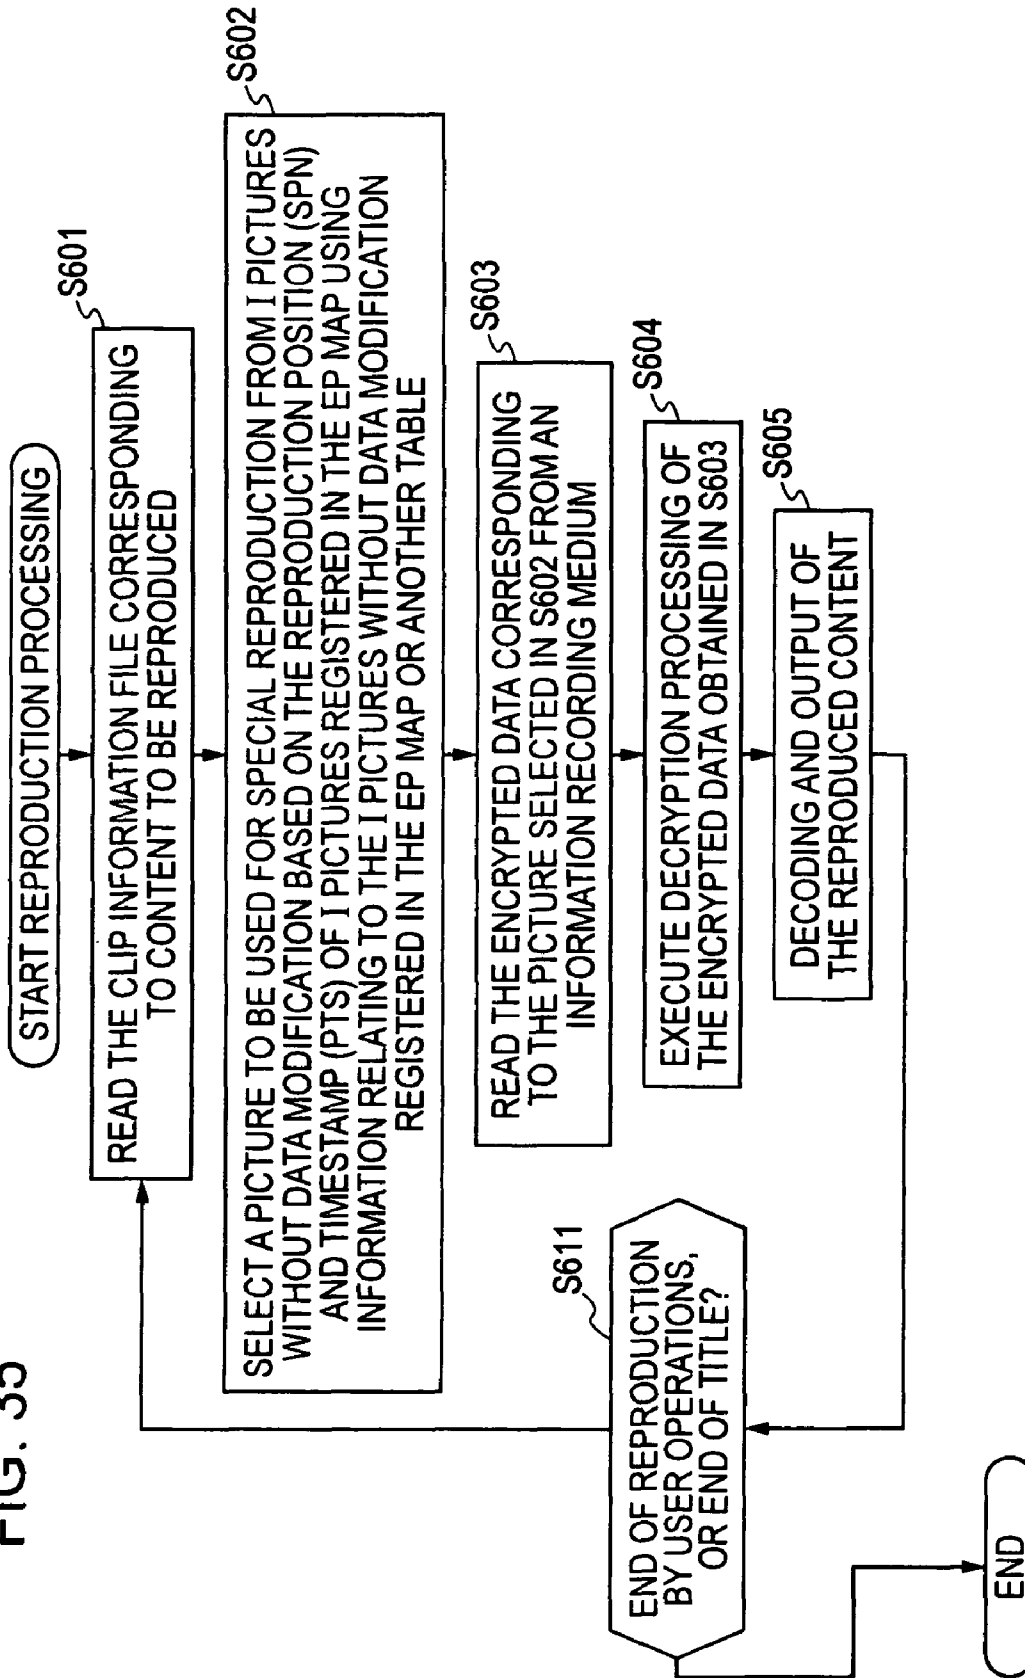 FIG. 35
START REPRODUCTION PROCESSING
S601
READ THE CLIP INFORMATION FILE CORRESPONDING
TO CONTENT TO BE REPRODUCED
S602
SELECT A PICTURE TO BE USED FOR SPECIAL REPRODUCTION FROM I PICTURES
WITHOUT DATA MODIFICATION BASED ON THE REPRODUCTION POSITION (SPN)
AND TIMESTAMP (PTS) OF I PICTURES REGISTERED IN THE EP MAP USING
INFORMATION RELATING TO THE I PICTURES WITHOUT DATA MODIFICATION
REGISTERED IN THE EP MAP OR ANOTHER TABLE
S603
READ THE ENCRYPTED DATA CORRESPONDING
TO THE PICTURE SELECTED IN S602 FROM AN
INFORMATION RECORDING MEDIUM
S604
EXECUTE DECRYPTION PROCESSING OF
THE ENCRYPTED DATA OBTAINED IN S603
S605
DECODING AND OUTPUT OF
THE REPRODUCED CONTENT
S611
END OF REPRODUCTION
BY USER OPERATIONS,
OR END OF TITLE?
END